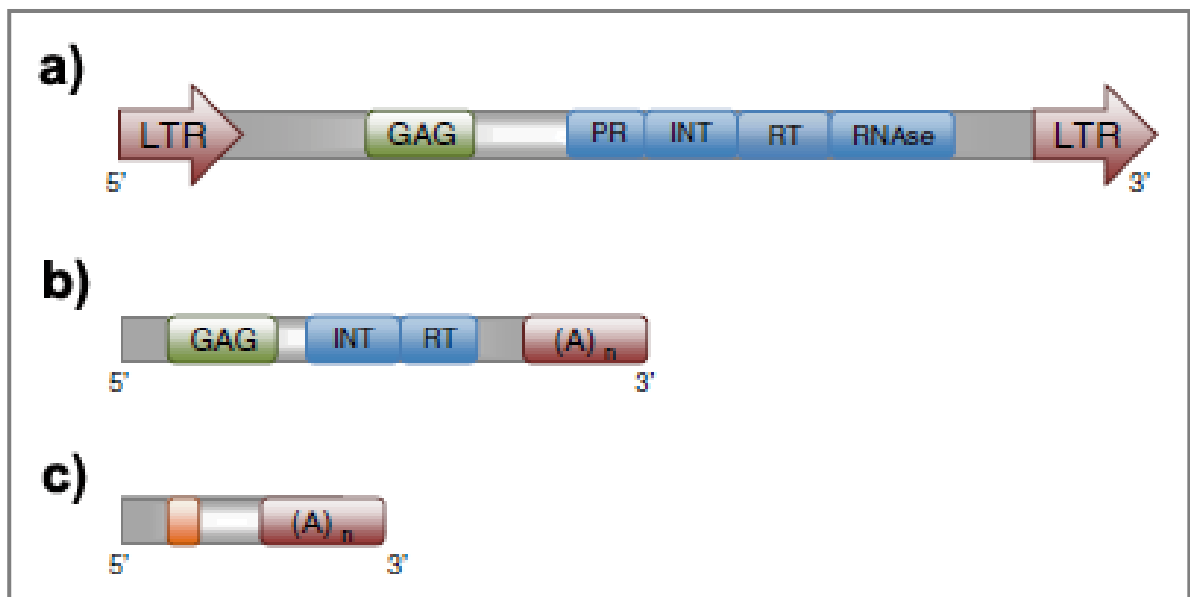 a)
LTR GAG PR INT RT RNAse LTR
5' 3'
b)
GAG INT RT (A) n
5' 3'
c)
(A) n
5' 3'